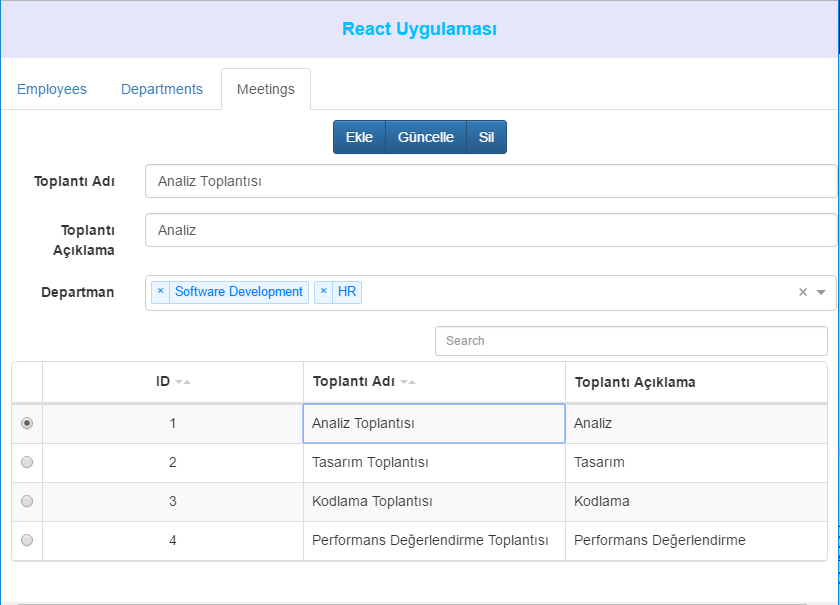 React Uygulaması
Employees Departments Meetings
Ekle Güncelle Sil
Toplantı Adı Analiz Toplantısı
Toplantı Açıklama Analiz
Departman × Software Development × HR ×
Search
ID Toplantı Adı Toplantı Açıklama
1 Analiz Toplantısı Analiz
2 Tasarım Toplantısı Tasarım
3 Kodlama Toplantısı Kodlama
4 Performans Değerlendirme Toplantısı Performans Değerlendirme